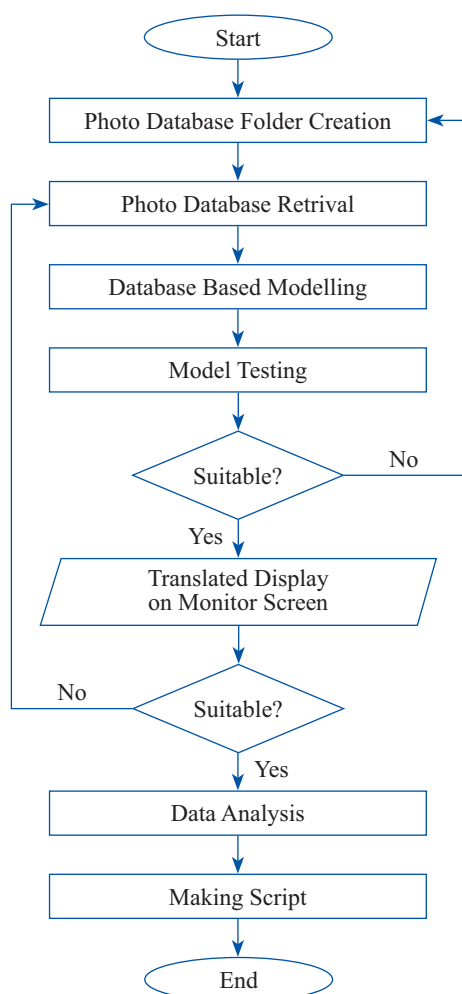 Start
Photo Database Folder Creation
Photo Database Retrival
Database Based Modelling
Model Testing
Suitable?
No
Yes
Translated Display
on Monitor Screen
No
Suitable?
Yes
Data Analysis
Making Script
End